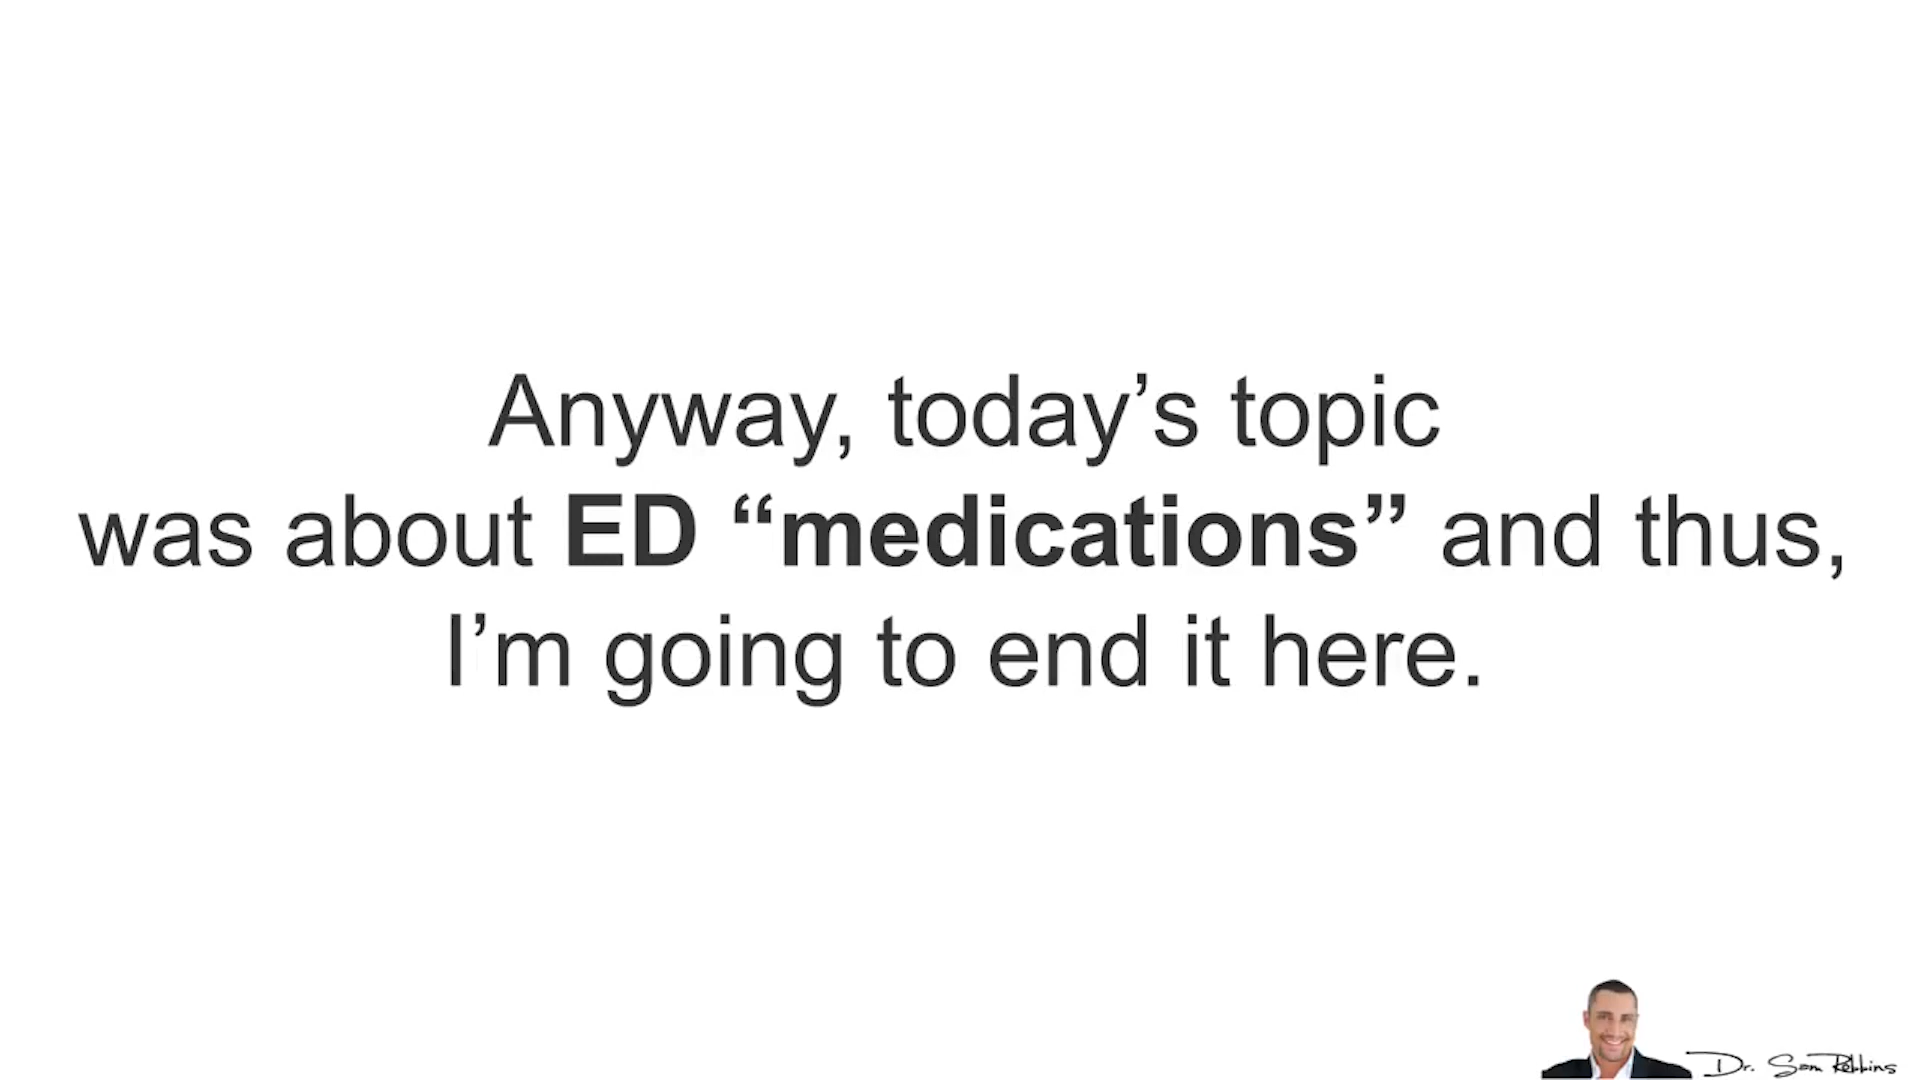 Anyway, today’s topic
was about ED “medications” and thus,
I’m going to end it here.
Dr. Sam Robbins